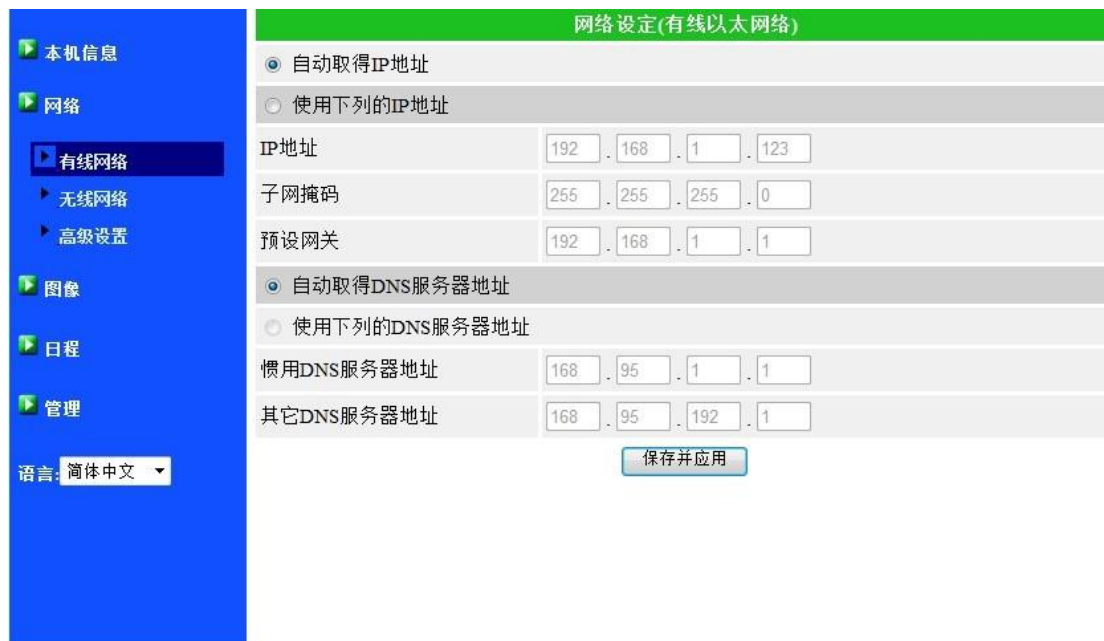 本机信息
网络
有线网络
无线网络
高级设置
图像
日程
管理
语言: 简体中文
网络设定(有线以太网络)
自动取得IP地址
使用下列的IP地址
IP地址 192 . 168 . 1 . 123
子网掩码 255 . 255 . 255 . 0
预设网关 192 . 168 . 1 . 1
自动取得DNS服务器地址
使用下列的DNS服务器地址
惯用DNS服务器地址 168 . 95 . 1 . 1
其它DNS服务器地址 168 . 95 . 192 . 1
保存并应用